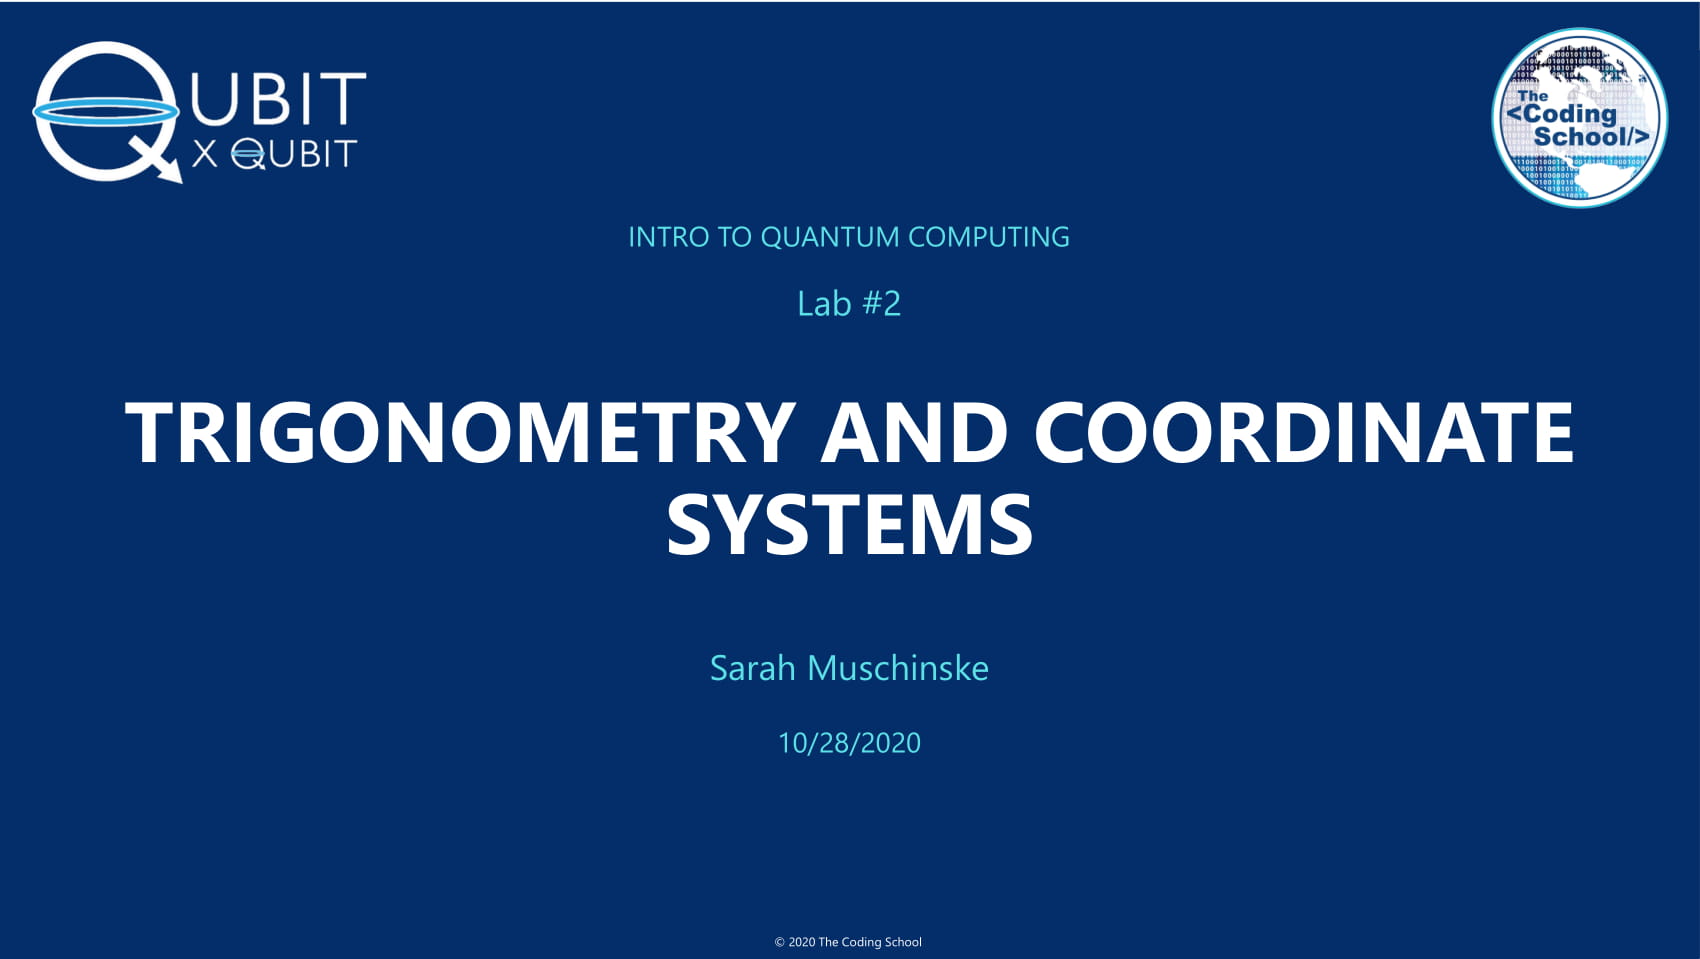 QUBIT
X QUBIT
The
<Coding
School/>
INTRO TO QUANTUM COMPUTING
Lab #2
TRIGONOMETRY AND COORDINATE
SYSTEMS
Sarah Muschinske
10/28/2020
© 2020 The Coding School